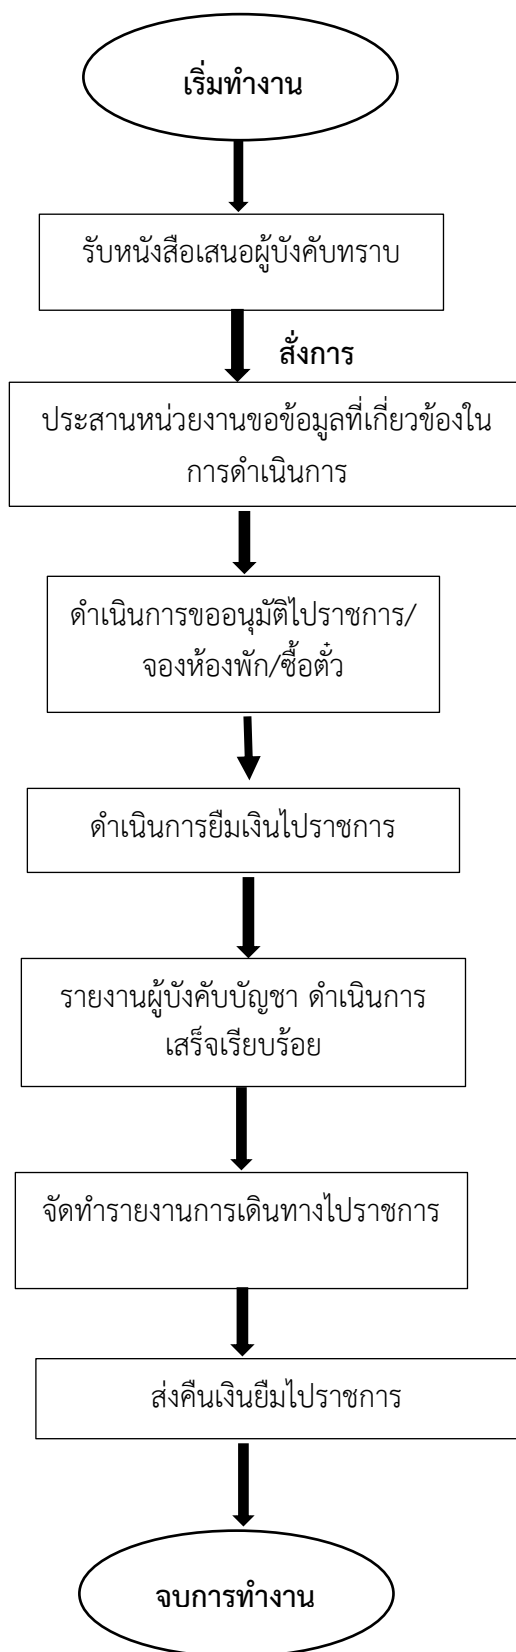 เริ่มทำงาน
รับหนังสือเสนอผู้บังคับทราบ
สั่งการ
ประสานหน่วยงานขอข้อมูลที่เกี่ยวข้องใน
การดำเนินการ
ดำเนินการขออนุมัติไปราชการ/
จองห้องพัก/ซื้อตั๋ว
ดำเนินการยืมเงินไปราชการ
รายงานผู้บังคับบัญชา ดำเนินการ
เสร็จเรียบร้อย
จัดทำรายงานการเดินทางไปราชการ
ส่งคืนเงินยืมไปราชการ
จบการทำงาน